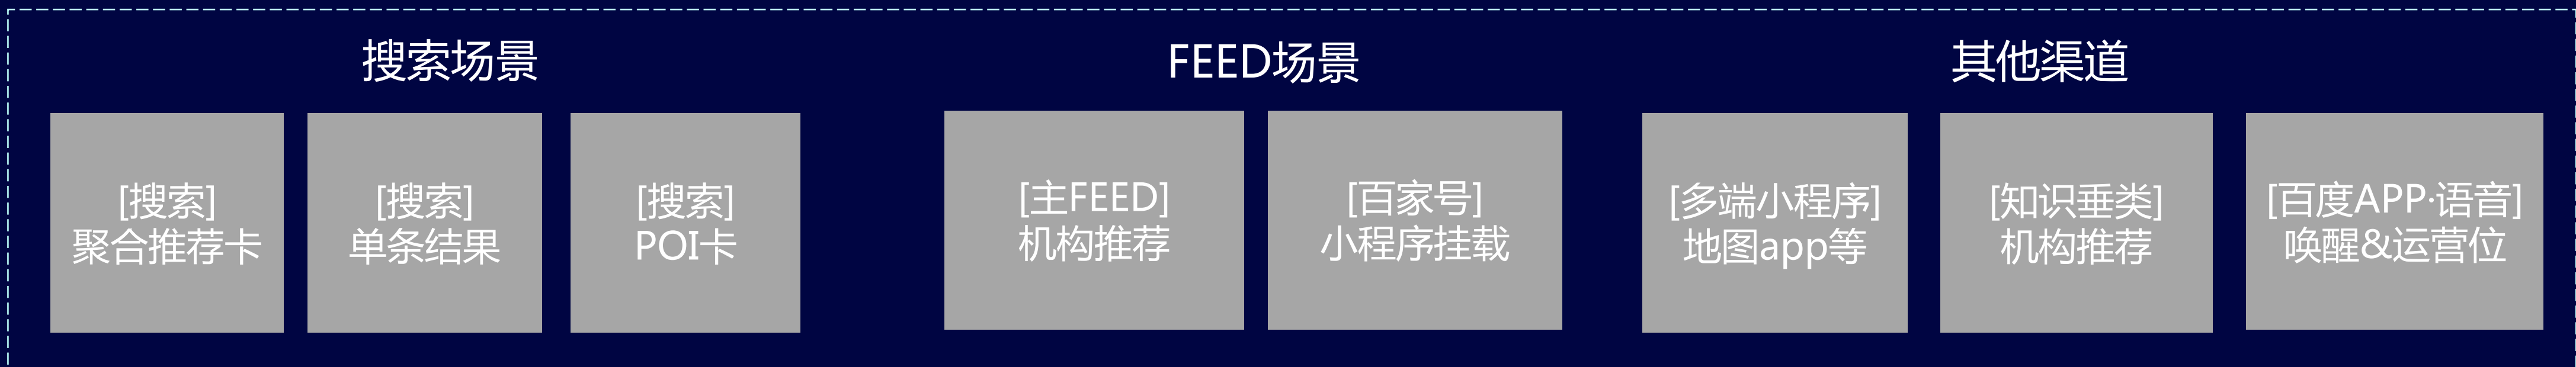 搜索场景
[搜索]
聚合推荐卡
[搜索]
单条结果
[搜索]
POI卡
FEED场景
[主FEED]
机构推荐
[百家号]
小程序挂载
其他渠道
[多端小程序]
地图app等
[知识垂类]
机构推荐
[百度APP·语音]
唤醒&运营位